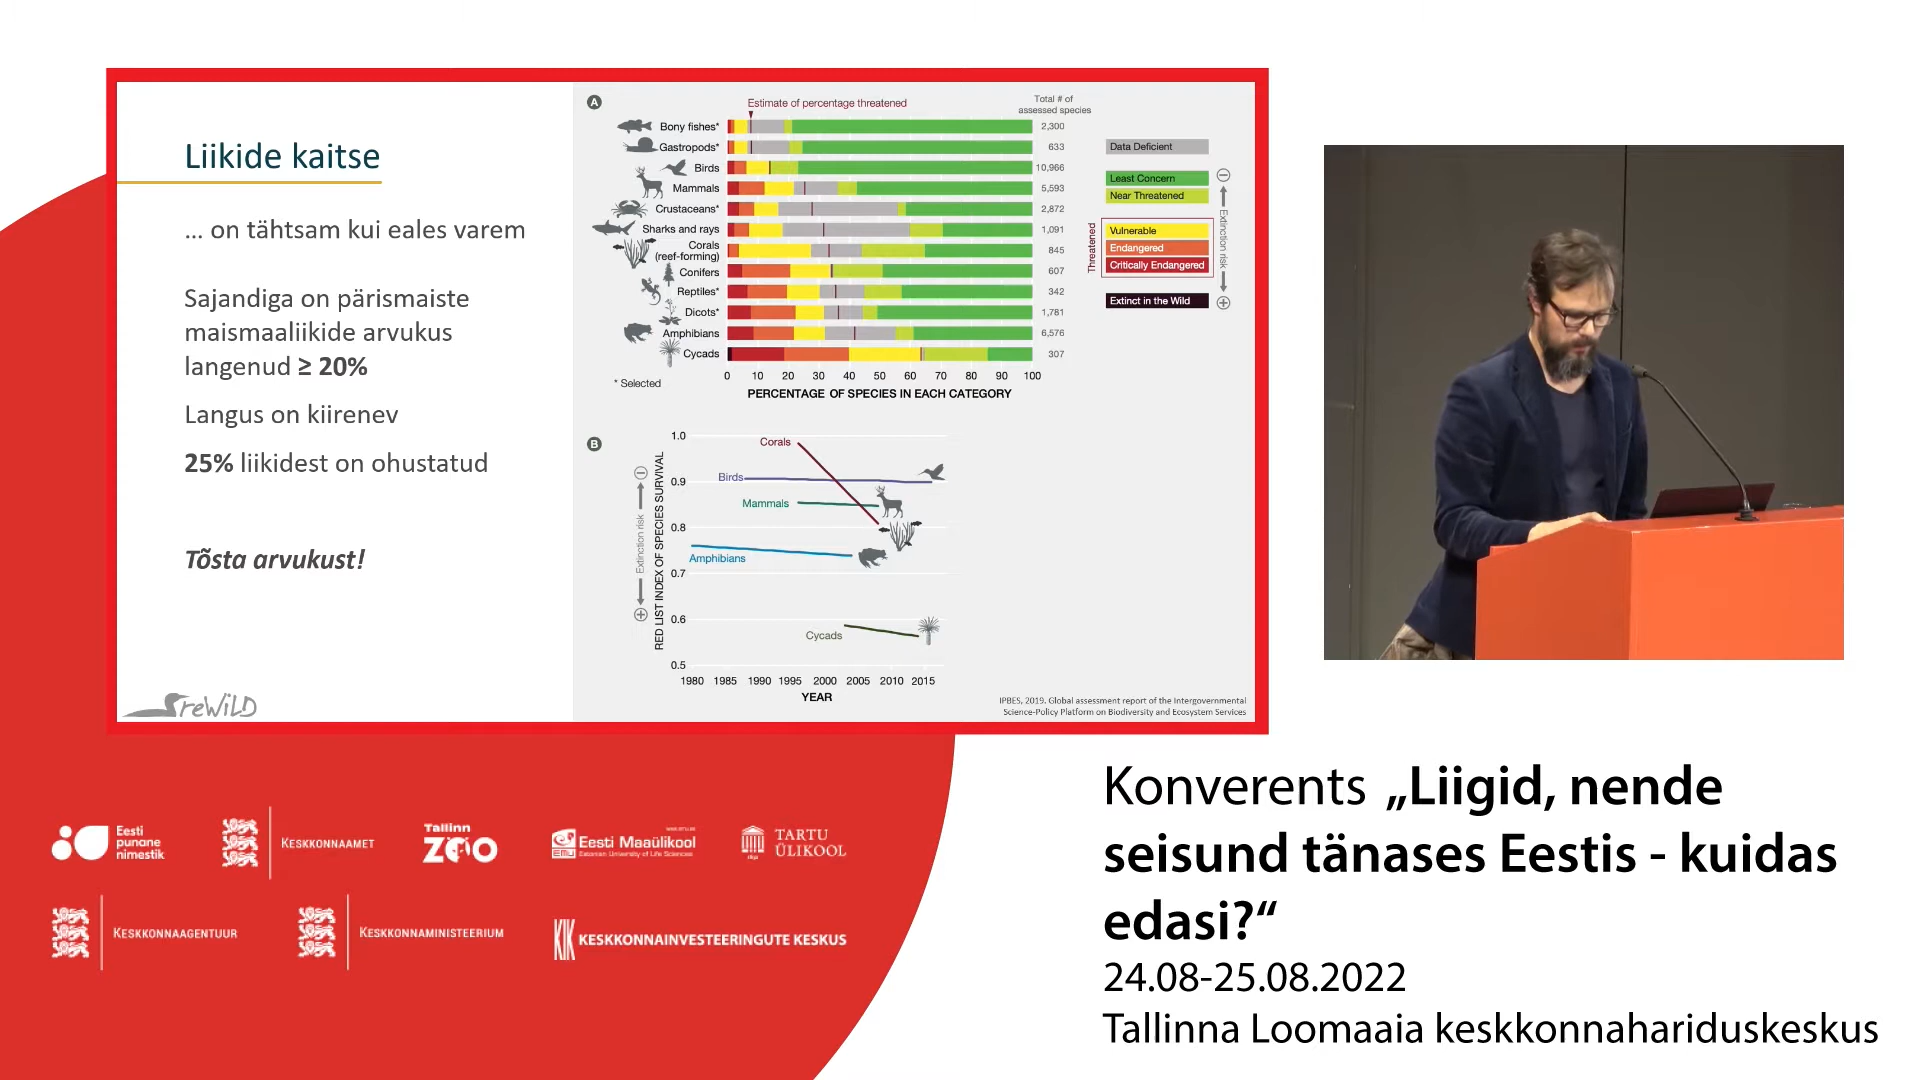 Liikide kaitse
... on tähtsam kui eales varem
Sajandiga on pärismaiste
maismaaliikide arvukus
langenud ≥ 20%
Langus on kiirenev
25% liikidest on ohustatud
Tõsta arvukust!
reWiLD
A
Estimate of percentage threatened
Total # of
assessed species
Bony fishes* 2,300
Gastropods* 633
Birds 10,966
Mammals 5,593
Crustaceans* 2,872
Sharks and rays 1,091
Corals
(reef-forming) 845
Conifers 607
Reptiles* 342
Dicots* 1,781
Amphibians 6,576
Cycads 307
* Selected
0 10 20 30 40 50 60 70 80 90 100
PERCENTAGE OF SPECIES IN EACH CATEGORY
Data Deficient
Least Concern
Near Threatened
Threatened
Vulnerable
Endangered
Critically Endangered
Extinct in the Wild
Extinction risk
B
Extinction risk
RED LIST INDEX OF SPECIES SURVIVAL
1.0
0.9
0.8
0.7
0.6
0.5
Corals
Birds
Mammals
Amphibians
Cycads
1980 1985 1990 1995 2000 2005 2010 2015
YEAR
IPBES, 2019. Global assessment report of the Intergovernmental
Science-Policy Platform on Biodiversity and Ecosystem Services
Eesti
punane
nimestik
KESKKONNAAMET
Tallinn
ZOO
www.emu.ee
EMÜ
Eesti Maaülikool
Estonian University of Life Sciences
1632
TARTU
ÜLIKOOL
KESKKONNAAGENTUUR
KESKKONNAMINISTEERIUM
KIK KESKKONNAINVESTEERINGUTE KESKUS
Konverents „Liigid, nende
seisund tänases Eestis - kuidas
edasi?“
24.08-25.08.2022
Tallinna Loomaaia keskkonnahariduskeskus